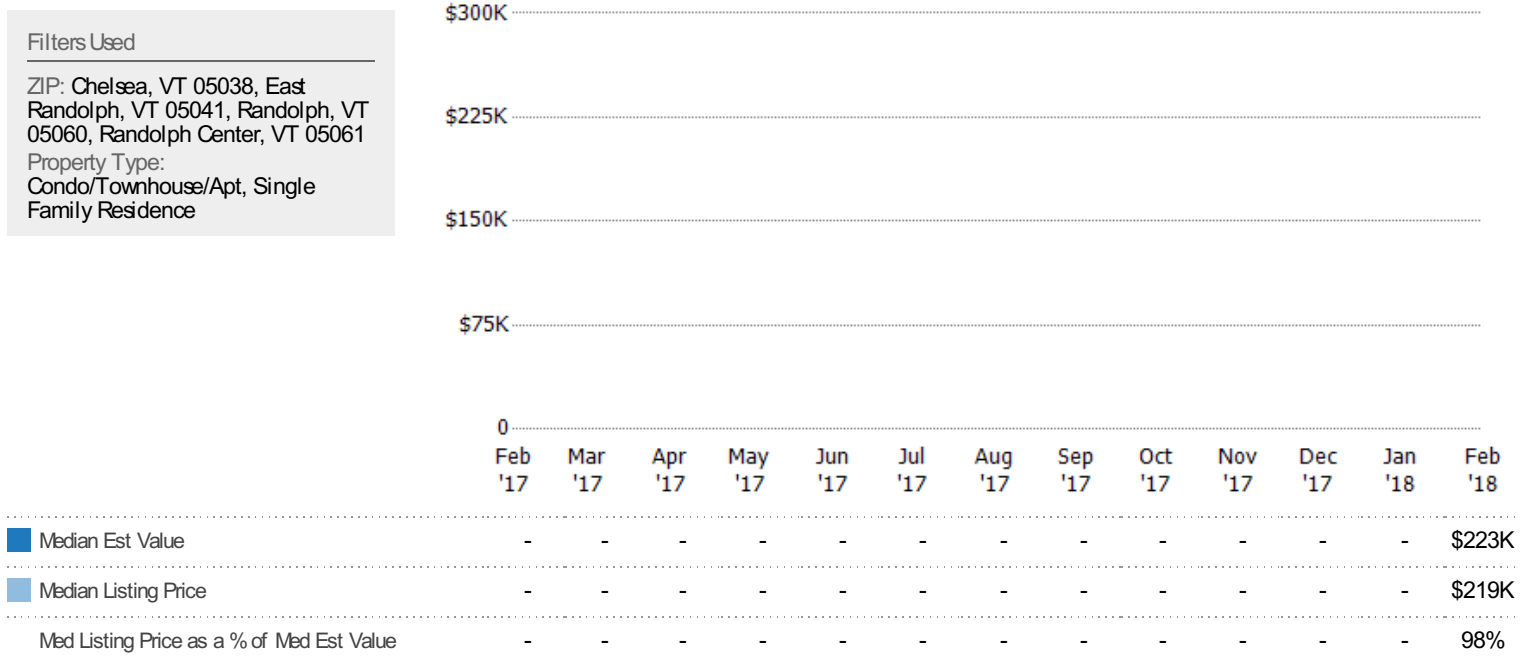 Filters Used
ZIP: Chelsea, VT 05038, East
Randolph, VT 05041, Randolph, VT
05060, Randolph Center, VT 05061
Property Type:
Condo/Townhouse/Apt, Single
Family Residence
$300K
$225K
$150K
$75K
0
Feb Mar Apr May Jun Jul Aug Sep Oct Nov Dec Jan Feb
'17 '17 '17 '17 '17 '17 '17 '17 '17 '17 '17 '18 '18
Median Est Value - - - - - - - - - - - - $223K
Median Listing Price - - - - - - - - - - - - $219K
Med Listing Price as a % of Med Est Value - - - - - - - - - - - - 98%